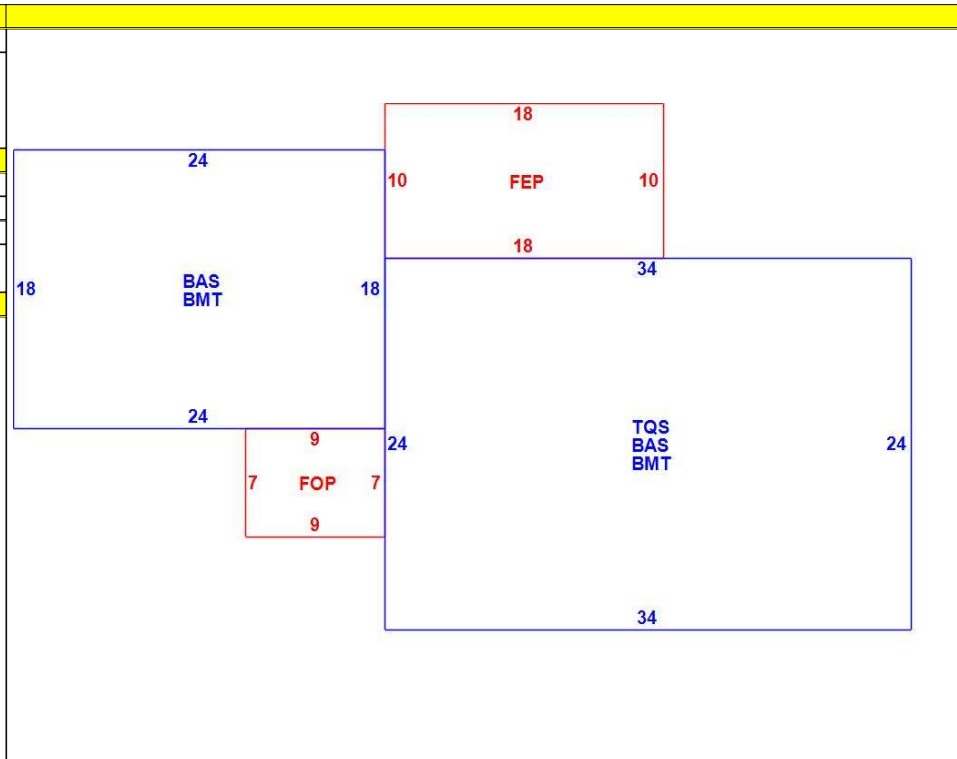 18
10 FEP 10
18
24
18 BAS 18
BMT
24
34
24 TQS 24
BAS
BMT
34
9
7 FOP 7
9